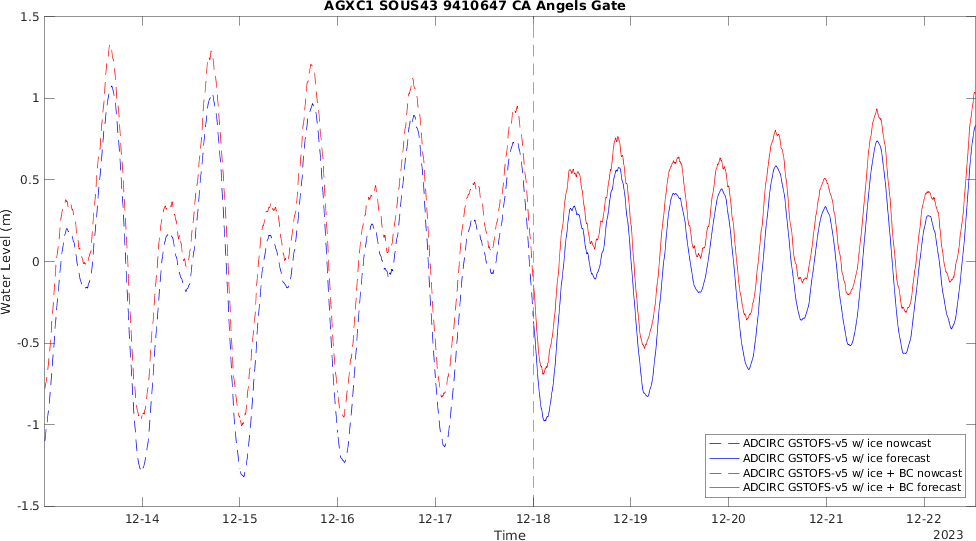 AGXC1 SOUS43 9410647 CA Angels Gate
1.5
1
0.5
0
-0.5
-1
-1.5
Water Level (m)
12-14 12-15 12-16 12-17 12-18 12-19 12-20 12-21 12-22
Time
2023
ADCIRC GSTOFS-v5 w/ ice nowcast
ADCIRC GSTOFS-v5 w/ ice forecast
ADCIRC GSTOFS-v5 w/ ice + BC nowcast
ADCIRC GSTOFS-v5 w/ ice + BC forecast